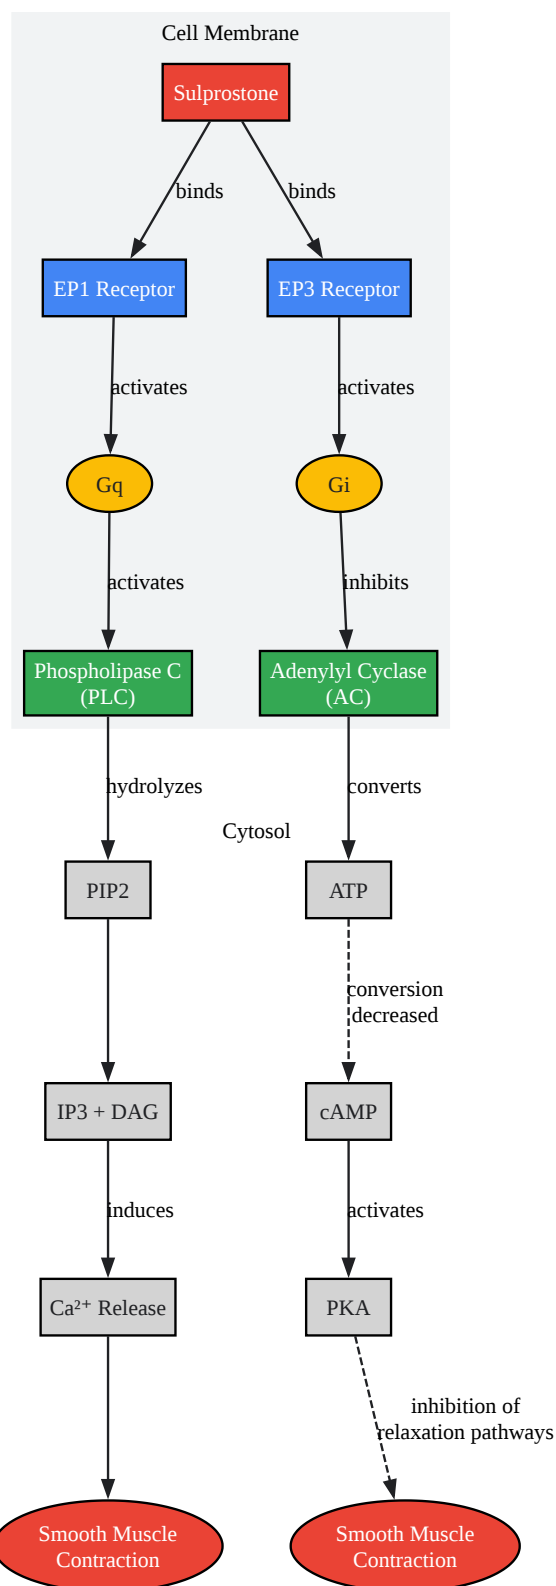 Cell Membrane
Sulprostone
binds
binds
EP1 Receptor
EP3 Receptor
activates
activates
Gq
Gi
activates
inhibits
Phospholipase C
(PLC)
Adenylyl Cyclase
(AC)
hydrolyzes
converts
Cytosol
PIP2
ATP
conversion
decreased
IP3 + DAG
cAMP
induces
activates
Ca²⁺ Release
PKA
inhibition of
relaxation pathways
Smooth Muscle
Contraction
Smooth Muscle
Contraction